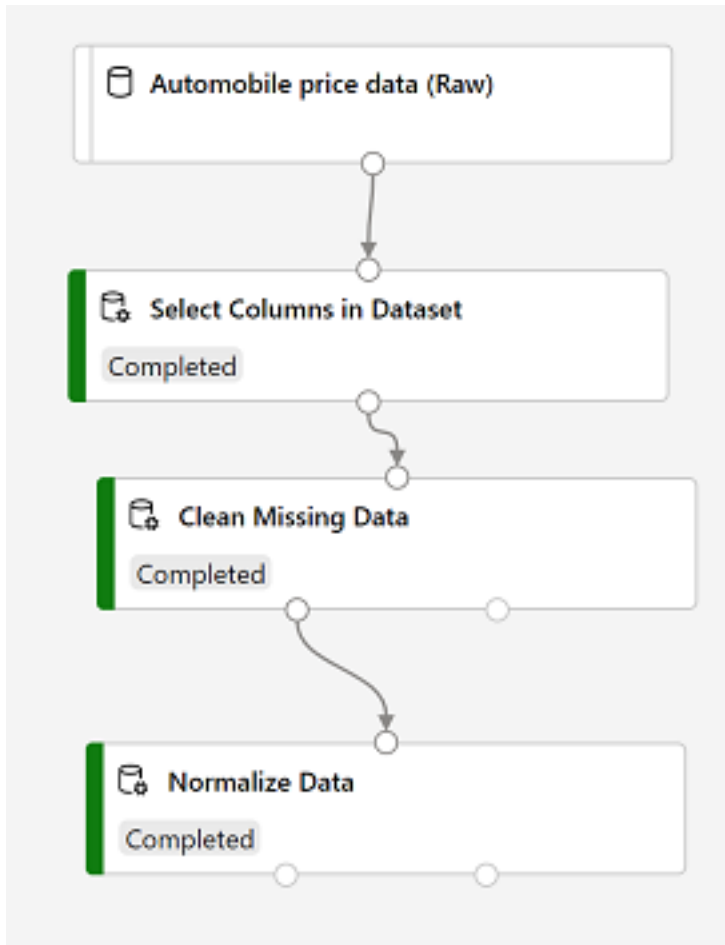 Automobile price data (Raw)
Select Columns in Dataset
Completed
Clean Missing Data
Completed
Normalize Data
Completed